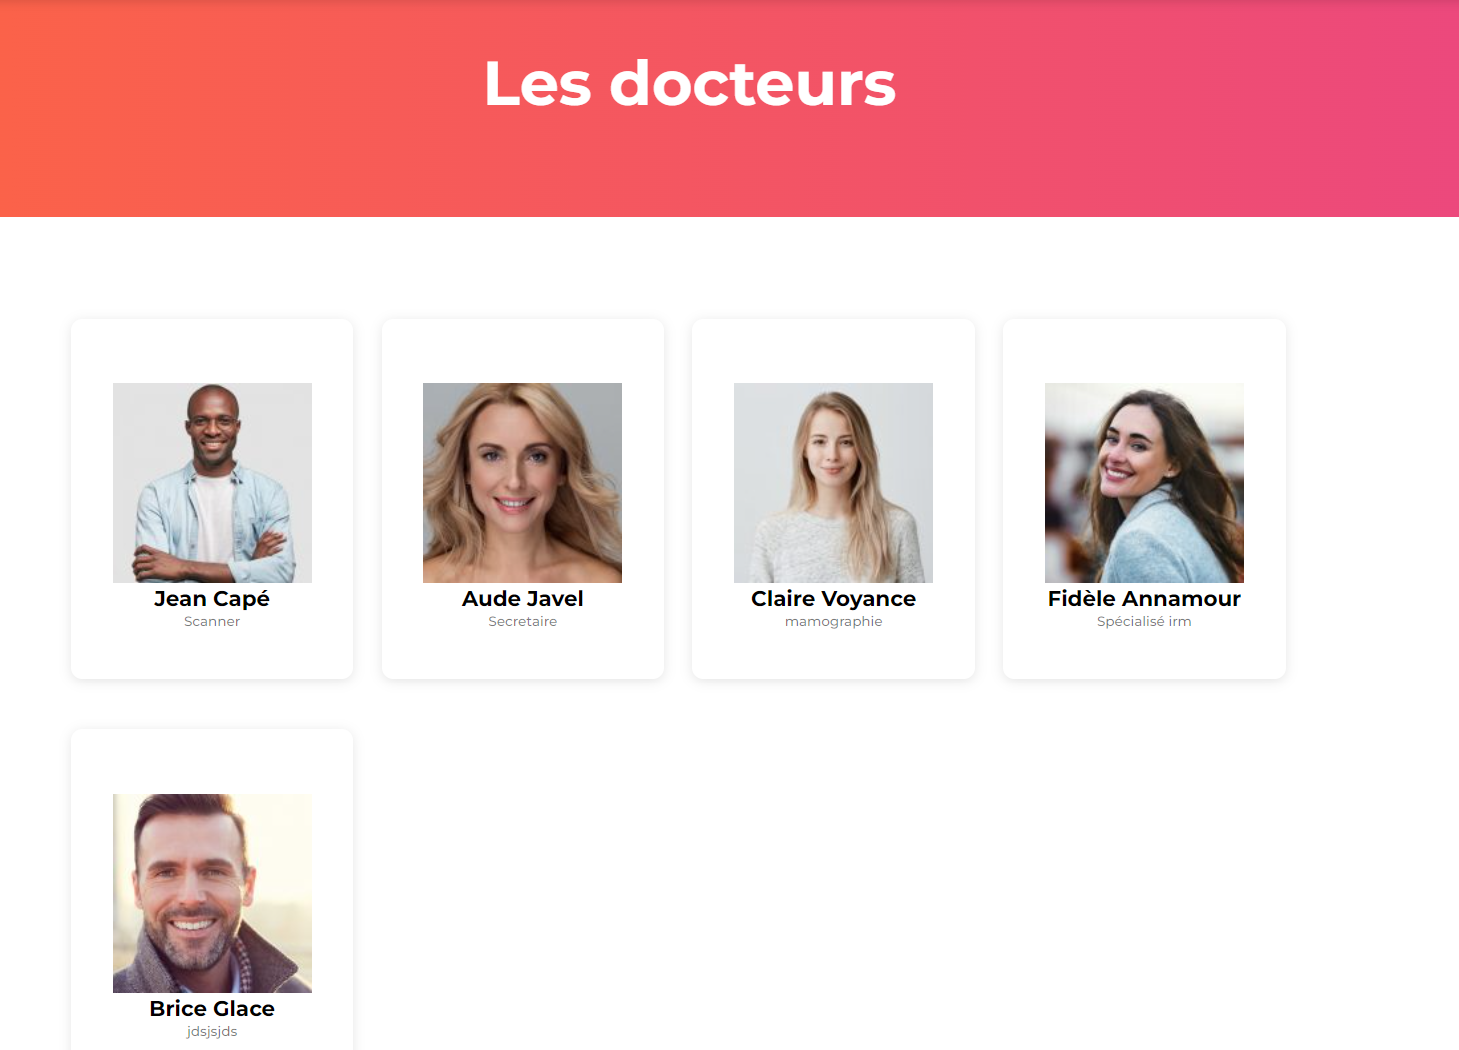 Les docteurs
Jean Capé
Scanner
Aude Javel
Secretaire
Claire Voyance
mamographie
Fidèle Annamour
Spécialisé irm
Brice Glace
jdsjsjds